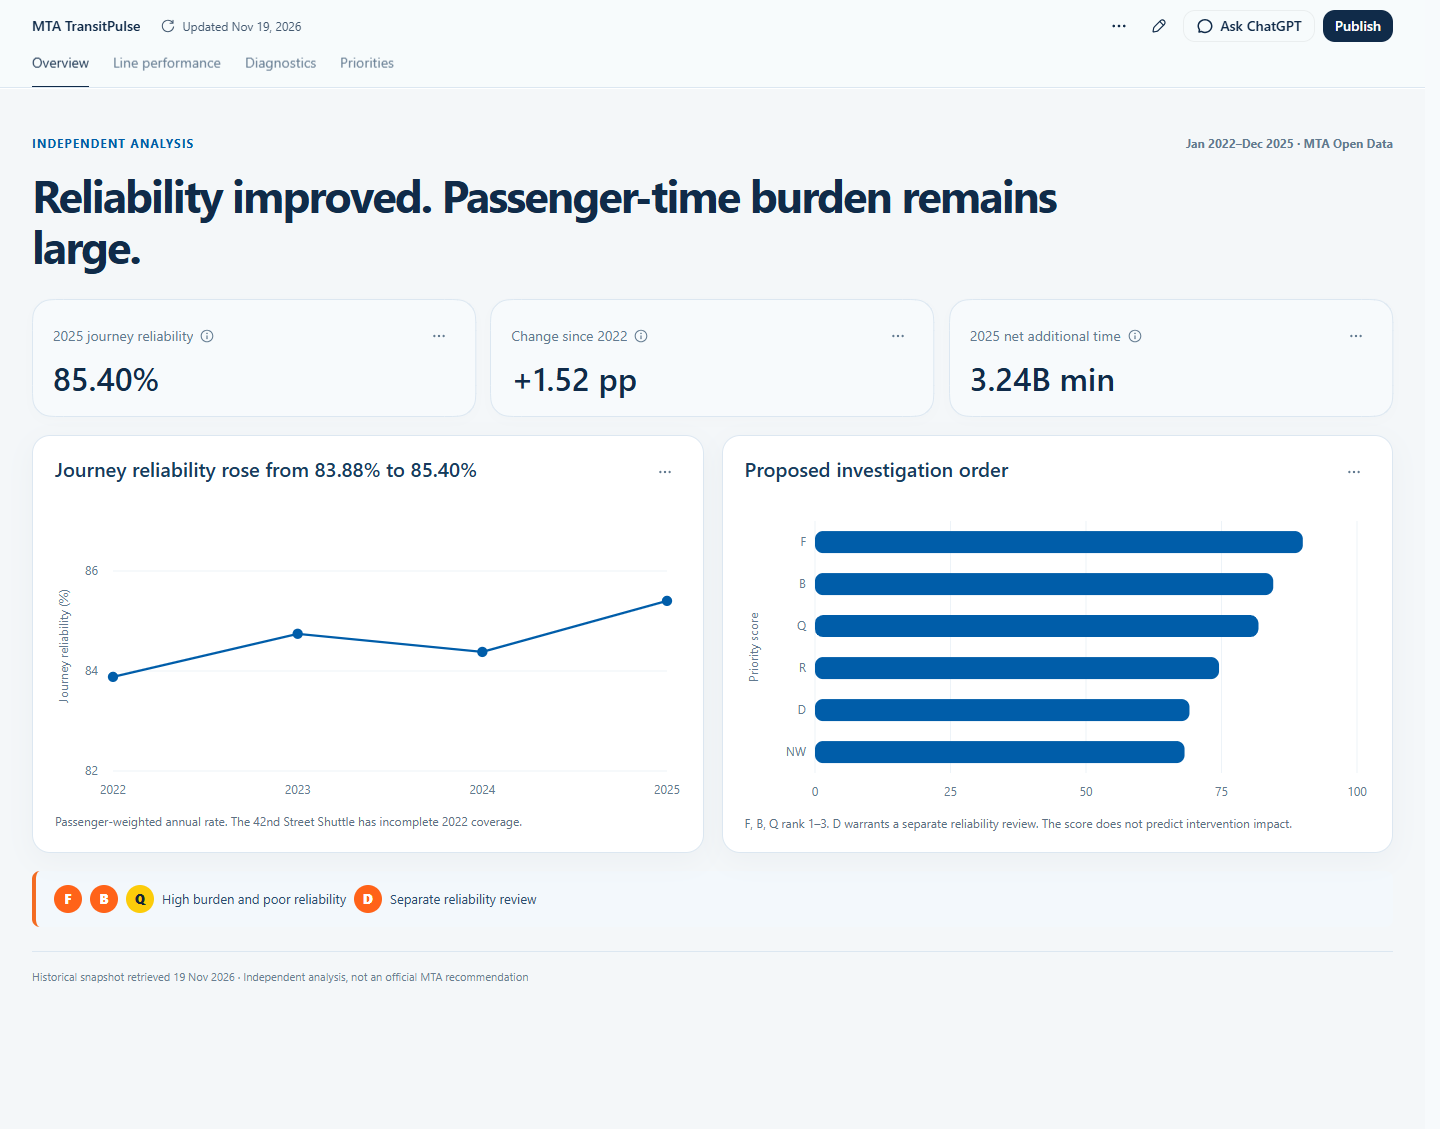 MTA TransitPulse
Updated Nov 19, 2026
Ask ChatGPT
Publish
Overview
Line performance
Diagnostics
Priorities
INDEPENDENT ANALYSIS
Jan 2022–Dec 2025 · MTA Open Data
Reliability improved. Passenger-time burden remains
large.
2025 journey reliability
85.40%
Change since 2022
+1.52 pp
2025 net additional time
3.24B min
Journey reliability rose from 83.88% to 85.40%
Journey reliability (%)
86
84
82
2022
2023
2024
2025
Passenger-weighted annual rate. The 42nd Street Shuttle has incomplete 2022 coverage.
Proposed investigation order
Priority score
F
B
Q
R
D
NW
0
25
50
75
100
F, B, Q rank 1–3. D warrants a separate reliability review. The score does not predict intervention impact.
F B Q High burden and poor reliability D Separate reliability review
Historical snapshot retrieved 19 Nov 2026 · Independent analysis, not an official MTA recommendation